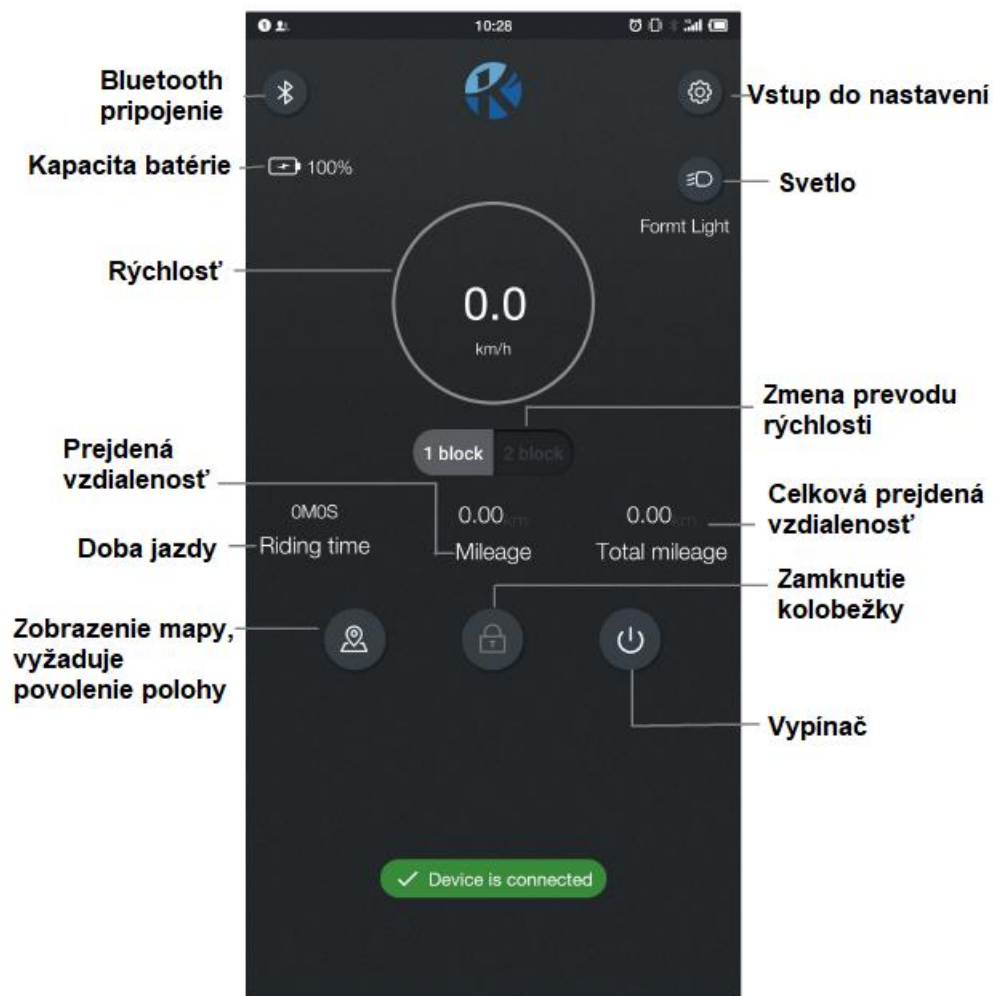 10:28
Bluetooth
pripojenie
Vstup do nastavení
Kapacita batérie
100%
Svetlo
Formt Light
Rýchlosť
0.0
km/h
Zmena prevodu
rýchlosti
1 block
2 block
Prejdená
vzdialenosť
0M0S
0.00 km
0.00 km
Celková prejdená
vzdialenosť
Doba jazdy
Riding time
Mileage
Total mileage
Zamknutie
kolobežky
Zobrazenie mapy,
vyžaduje
povolenie polohy
Vypínač
Device is connected